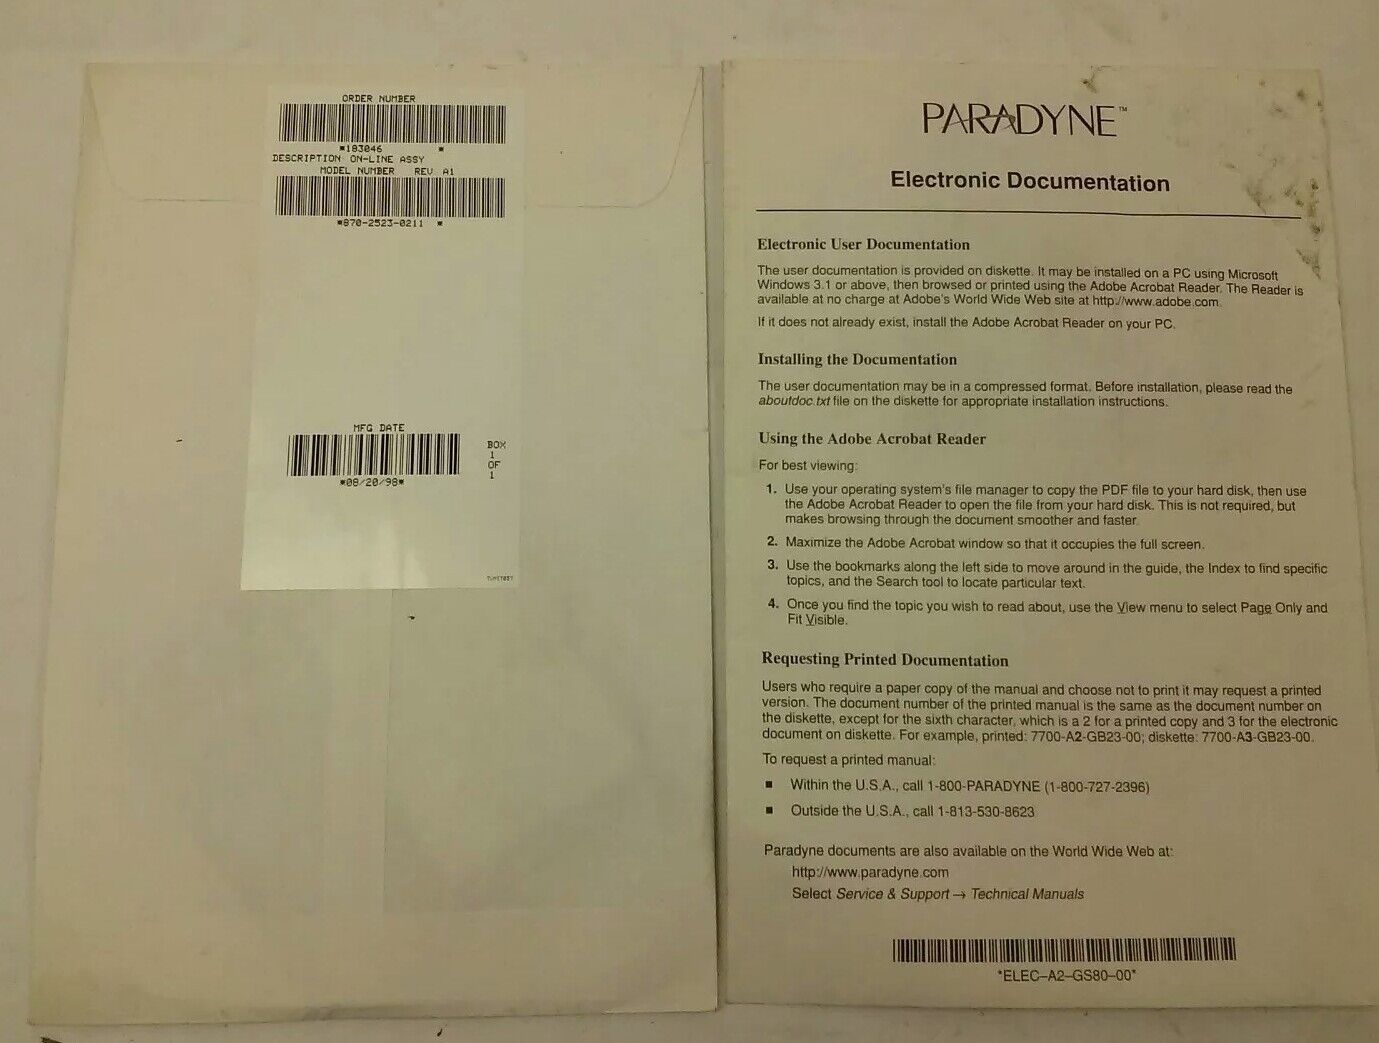 ORDER NUMBER
*183046 *
DESCRIPTION ON-LINE ASSY
MODEL NUMBER REV A1
*870-2523-0211 *
MFG DATE
*08/20/98*
BOX
1
OF
1
PARADYNE™
Electronic Documentation
Electronic User Documentation
The user documentation is provided on diskette. It may be installed on a PC using Microsoft
Windows 3.1 or above, then browsed or printed using the Adobe Acrobat Reader. The Reader is
available at no charge at Adobe's World Wide Web site at http://www.adobe.com.
If it does not already exist, install the Adobe Acrobat Reader on your PC.
Installing the Documentation
The user documentation may be in a compressed format. Before installation, please read the
aboutdoc.txt file on the diskette for appropriate installation instructions.
Using the Adobe Acrobat Reader
For best viewing:
1. Use your operating system's file manager to copy the PDF file to your hard disk, then use
the Adobe Acrobat Reader to open the file from your hard disk. This is not required, but
makes browsing through the document smoother and faster.
2. Maximize the Adobe Acrobat window so that it occupies the full screen.
3. Use the bookmarks along the left side to move around in the guide, the Index to find specific
topics, and the Search tool to locate particular text.
4. Once you find the topic you wish to read about, use the View menu to select Page Only and
Fit Visible.
Requesting Printed Documentation
Users who require a paper copy of the manual and choose not to print it may request a printed
version. The document number of the printed manual is the same as the document number on
the diskette, except for the sixth character, which is a 2 for a printed copy and 3 for the electronic
document on diskette. For example, printed: 7700-A2-GB23-00; diskette: 7700-A3-GB23-00.
To request a printed manual:
■ Within the U.S.A., call 1-800-PARADYNE (1-800-727-2396)
■ Outside the U.S.A., call 1-813-530-8623
Paradyne documents are also available on the World Wide Web at:
http://www.paradyne.com
Select Service & Support → Technical Manuals
*ELEC–A2–GS80–00*